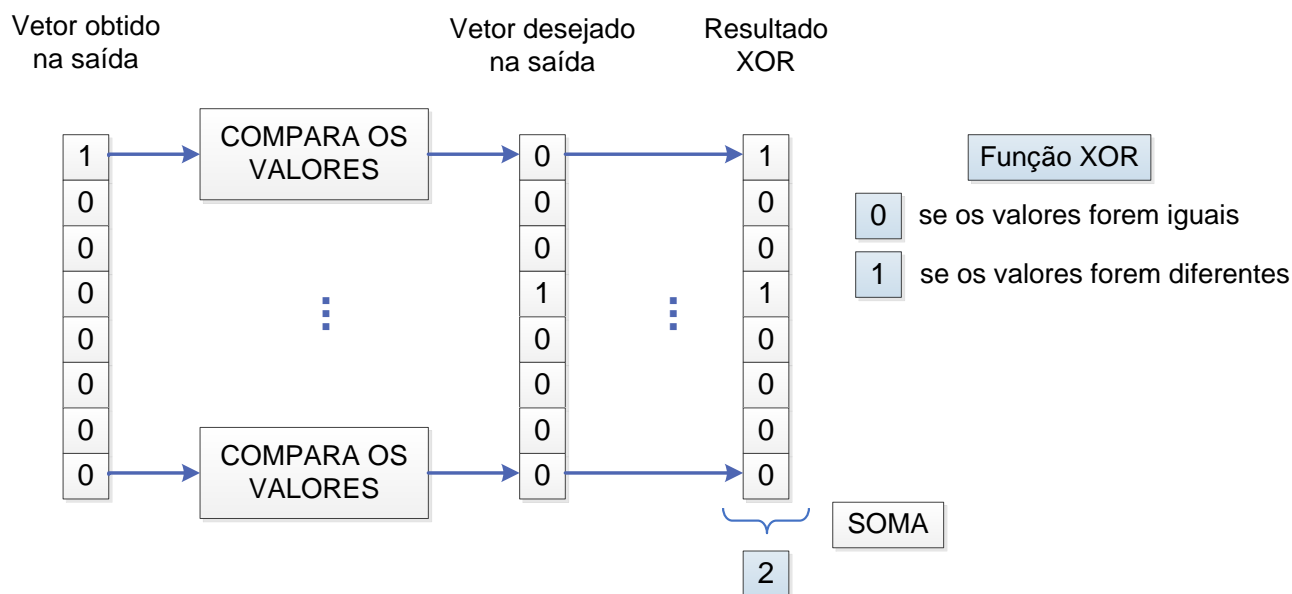 Vetor obtido
na saída
Vetor desejado
na saída
Resultado
XOR
COMPARA OS
VALORES
Função XOR
1 0 1
0 0 0
0 0 0
0 1 1
0 0 0
0 0 0
0 0 0
0 0 0
0 se os valores forem iguais
1 se os valores forem diferentes
COMPARA OS
VALORES
SOMA
2